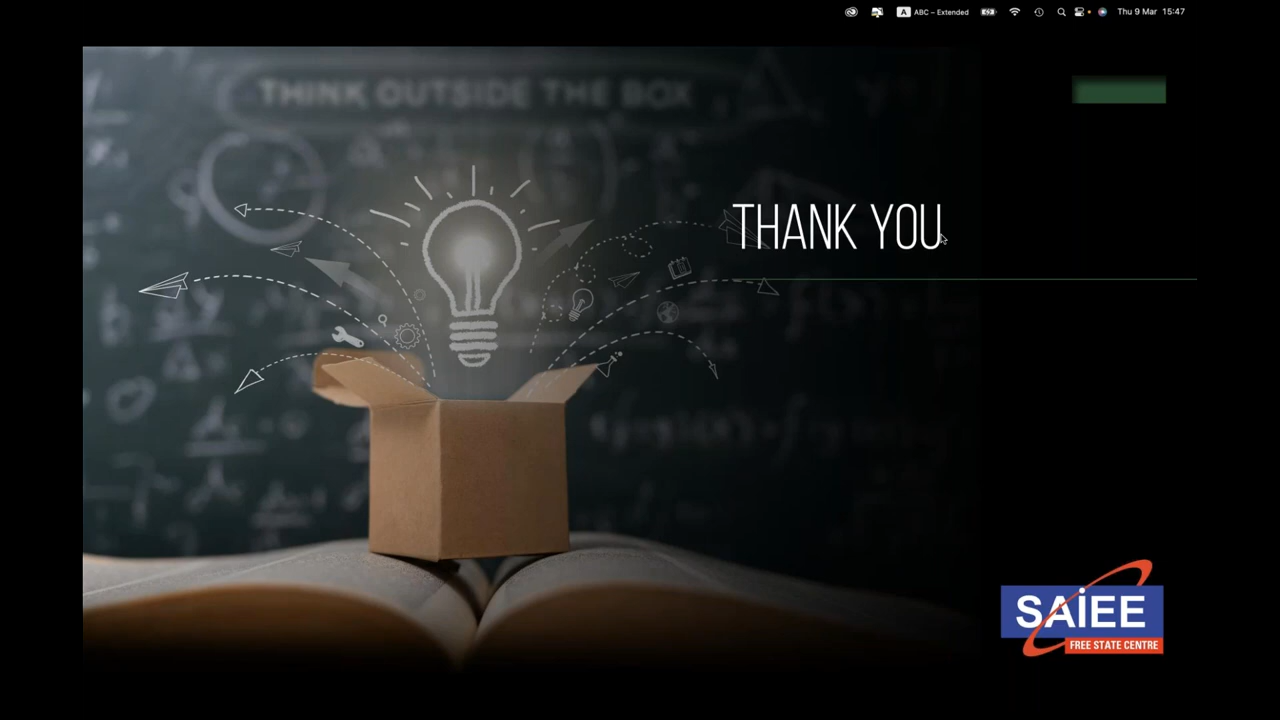 ABC – Extended
Thu 9 Mar 15:47
THINK OUTSIDE THE BOX
THANK YOU
SAiEE
FREE STATE CENTRE